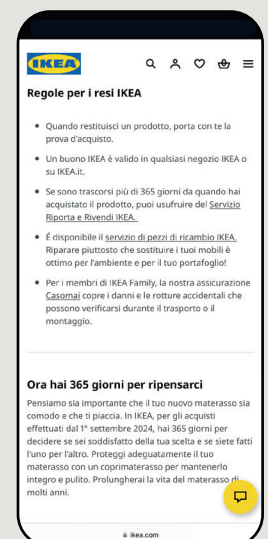 IKEA
Regole per i resi IKEA
Quando restituisci un prodotto, porta con te la
prova d'acquisto.
Un buono IKEA è valido in qualsiasi negozio IKEA o
su IKEA.it.
Se sono trascorsi più di 365 giorni da quando hai
acquistato il prodotto, puoi usufruire del Servizio
Riporta e Rivendi IKEA.
É disponibile il servizio di pezzi di ricambio IKEA.
Riparare piuttosto che sostituire i tuoi mobili è
ottimo per l'ambiente e per il tuo portafoglio!
Per i membri di IKEA Family, la nostra assicurazione
Casomai copre i danni e le rotture accidentali che
possono verificarsi durante il trasporto o il
montaggio.
Ora hai 365 giorni per ripensarci
Pensiamo sia importante che il tuo nuovo materasso sia
comodo e che ti piaccia. In IKEA, per gli acquisti
effettuati dal 1° settembre 2024, hai 365 giorni per
decidere se sei soddisfatto della tua scelta e se siete fatti
l'uno per l'altro. Proteggi adeguatamente il tuo
materasso con un coprimaterasso per mantenerlo
integro e pulito. Prolungherai la vita del materasso di
molti anni.
ikea.com